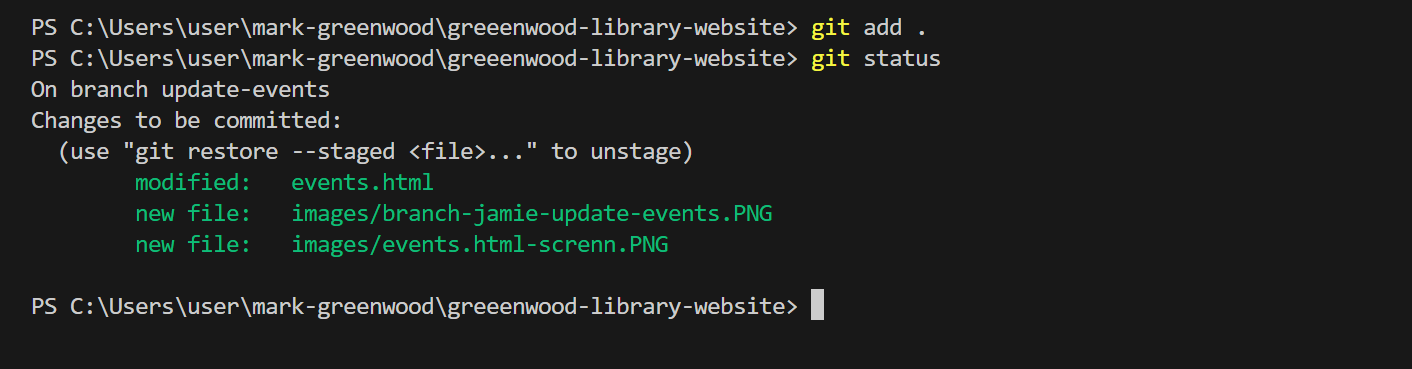 PS C:\Users\user\mark-greenwood\greeenwood-library-website> git add .
PS C:\Users\user\mark-greenwood\greeenwood-library-website> git status
On branch update-events
Changes to be committed:
  (use "git restore --staged <file>..." to unstage)
        modified:   events.html
        new file:   images/branch-jamie-update-events.PNG
        new file:   images/events.html-screnn.PNG

PS C:\Users\user\mark-greenwood\greeenwood-library-website>